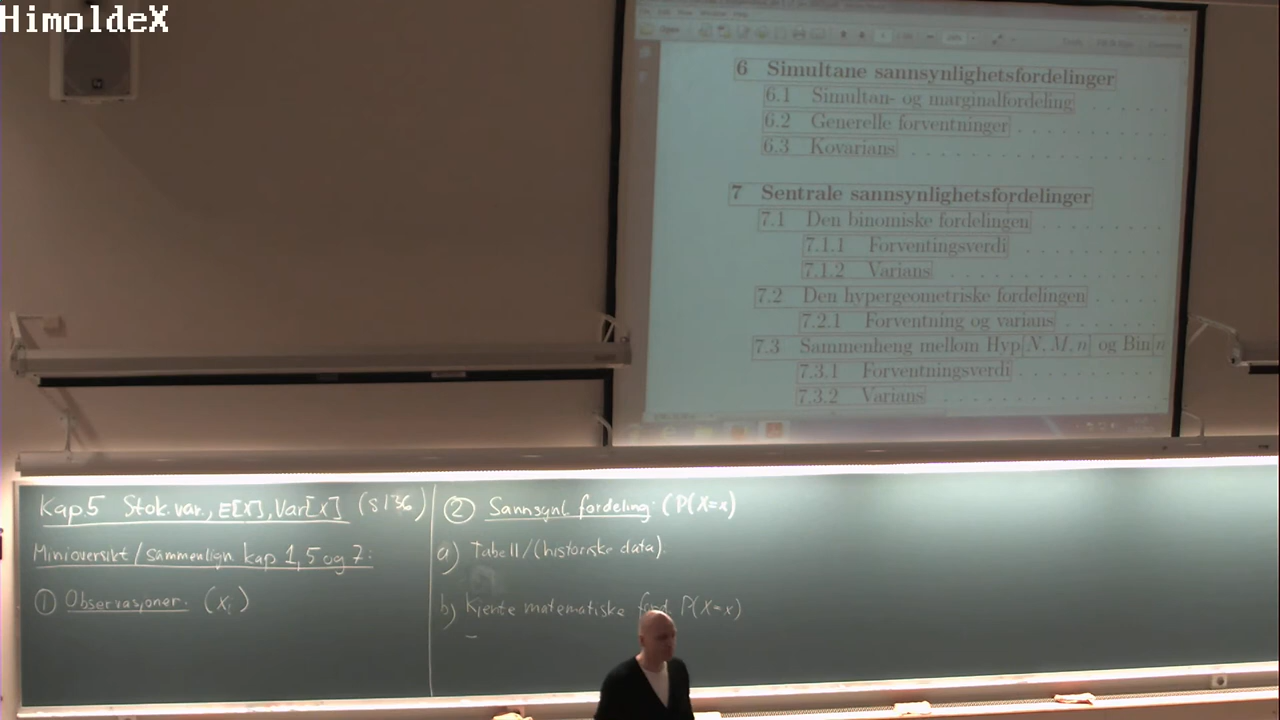 HimoldeX
6 Simultane sannsynlighetsfordelinger
6.1 Simultan- og marginalfordeling
6.2 Generelle forventninger
6.3 Kovarians
7 Sentrale sannsynlighetsfordelinger
7.1 Den binomiske fordelingen
7.1.1 Forventingsverdi
7.1.2 Varians
7.2 Den hypergeometriske fordelingen
7.2.1 Forventning og varians
7.3 Sammenheng mellom Hyp[N, M, n] og Bin[n
7.3.1 Forventningsverdi
7.3.2 Varians
Kap 5 Stok. var., E[X], Var[X] (s 136)
Minioversikt / sammenlign. kap. 1, 5 og 7:
① Observasjoner. (xi)
② Sannsynl. fordeling: (P(X=x)
a) Tabell/(historiske data).
b) Kjente matematiske P(X=x)